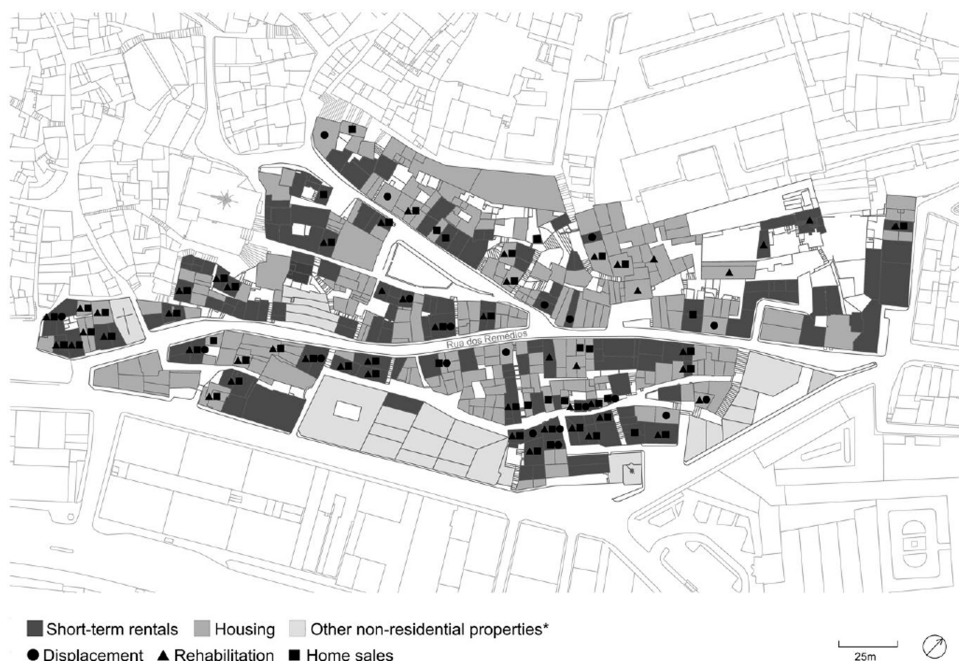 Rua dos Remédios
Short-term rentals Housing Other non-residential properties*
Displacement Rehabilitation Home sales
25m